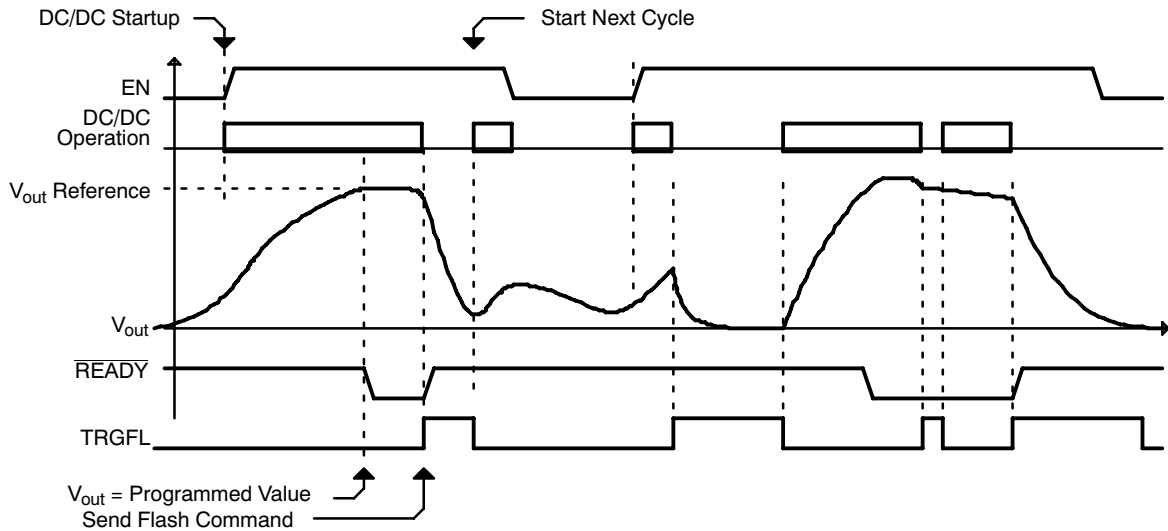 DC/DC Startup
Start Next Cycle
EN
DC/DC
Operation
Vout Reference
Vout
READY
TRGFL
Vout = Programmed Value
Send Flash Command